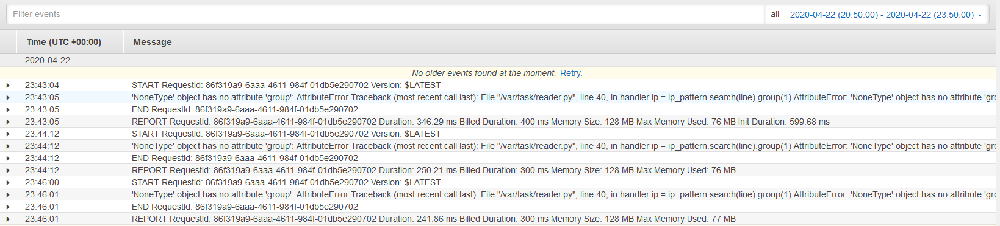 Filter events all 2020-04-22 (20:50:00) - 2020-04-22 (23:50:00)
Time (UTC +00:00) Message
2020-04-22
No older events found at the moment. Retry.
23:43:04 START RequestId: 86f319a9-6aaa-4611-984f-01db5e290702 Version: $LATEST
23:43:05 'NoneType' object has no attribute 'group': AttributeError Traceback (most recent call last): File "/var/task/reader.py", line 40, in handler ip = ip_pattern.search(line).group(1) AttributeError: 'NoneType' object has no attribute 'gro
23:43:05 END RequestId: 86f319a9-6aaa-4611-984f-01db5e290702
23:43:05 REPORT RequestId: 86f319a9-6aaa-4611-984f-01db5e290702 Duration: 346.29 ms Billed Duration: 400 ms Memory Size: 128 MB Max Memory Used: 76 MB Init Duration: 599.68 ms
23:44:12 START RequestId: 86f319a9-6aaa-4611-984f-01db5e290702 Version: $LATEST
23:44:12 'NoneType' object has no attribute 'group': AttributeError Traceback (most recent call last): File "/var/task/reader.py", line 40, in handler ip = ip_pattern.search(line).group(1) AttributeError: 'NoneType' object has no attribute 'gro
23:44:12 END RequestId: 86f319a9-6aaa-4611-984f-01db5e290702
23:44:12 REPORT RequestId: 86f319a9-6aaa-4611-984f-01db5e290702 Duration: 250.21 ms Billed Duration: 300 ms Memory Size: 128 MB Max Memory Used: 76 MB
23:46:00 START RequestId: 86f319a9-6aaa-4611-984f-01db5e290702 Version: $LATEST
23:46:01 'NoneType' object has no attribute 'group': AttributeError Traceback (most recent call last): File "/var/task/reader.py", line 40, in handler ip = ip_pattern.search(line).group(1) AttributeError: 'NoneType' object has no attribute 'gro
23:46:01 END RequestId: 86f319a9-6aaa-4611-984f-01db5e290702
23:46:01 REPORT RequestId: 86f319a9-6aaa-4611-984f-01db5e290702 Duration: 241.86 ms Billed Duration: 300 ms Memory Size: 128 MB Max Memory Used: 77 MB